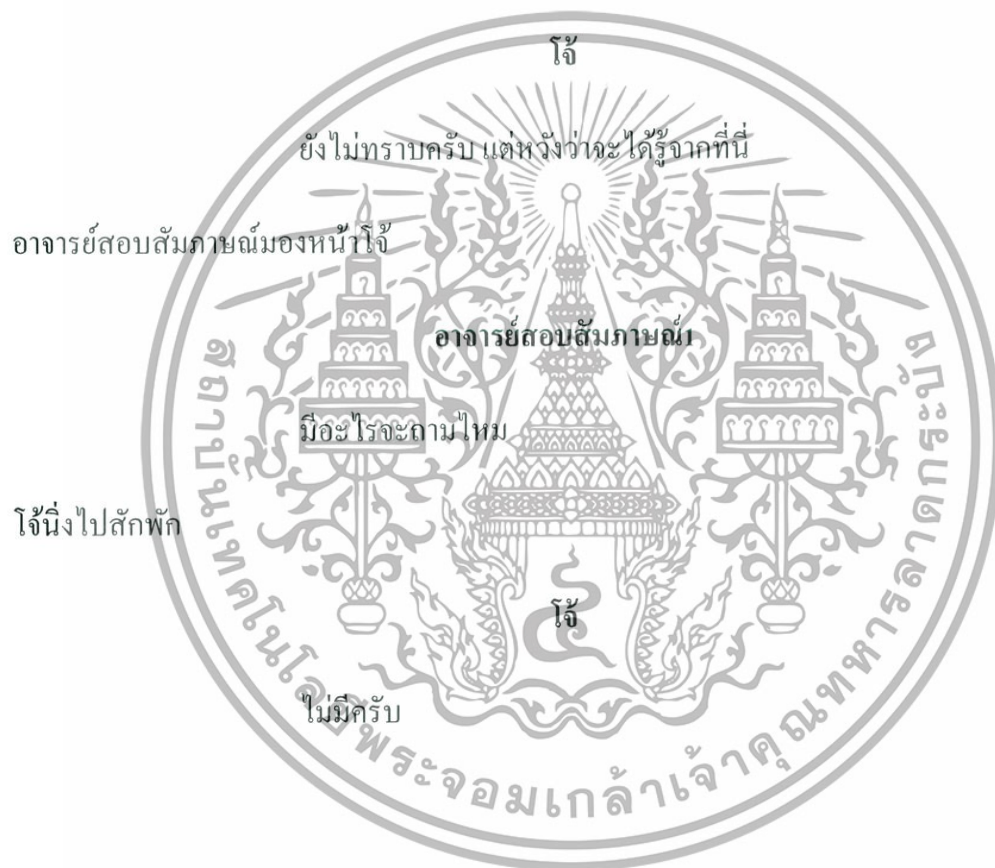 โจ้
ยังไม่ทราบครับ แต่หวังว่าจะได้รู้จากที่นี่
อาจารย์สอบสัมภาษณ์มองหน้าโจ้
อาจารย์สอบสัมภาษณ์1
มีอะไรจะถามไหม
โจ้นิ่งไปสักพัก
โจ้
ไม่มีครับ
สถาบันเทคโนโลยีพระจอมเกล้าเจ้าคุณทหารลาดกระบัง
๔